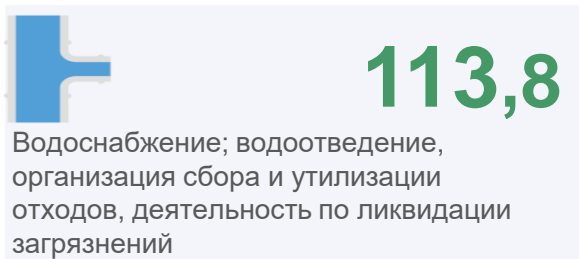 113,8
Водоснабжение; водоотведение,
организация сбора и утилизации
отходов, деятельность по ликвидации
загрязнений